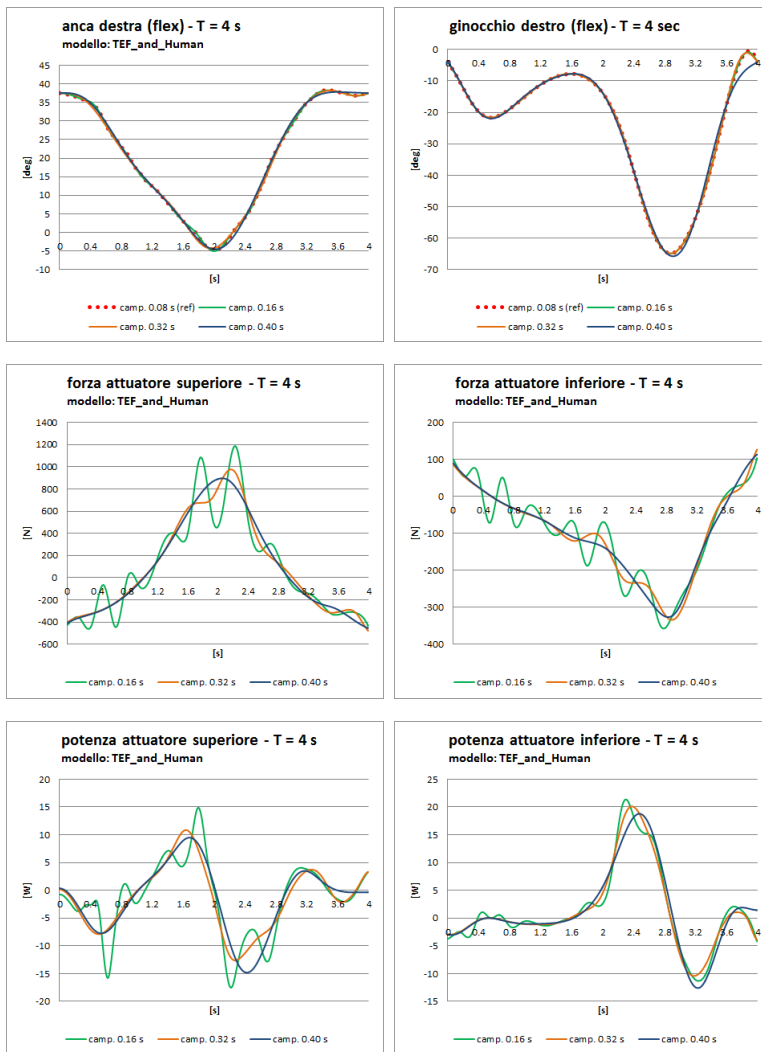 anca destra (flex) - T = 4 s
modello: TEF_and_Human
45
40
35
30
25
20
15
10
5
0
-5
-10
[deg]
0 0.4 0.8 1.2 1.6 2 2.4 2.8 3.2 3.6 4
[s]
camp. 0.08 s (ref) camp. 0.16 s
camp. 0.32 s camp. 0.40 s
ginocchio destro (flex) - T = 4 sec
0
-10
-20
-30
-40
-50
-60
-70
[deg]
0 0.4 0.8 1.2 1.6 2 2.4 2.8 3.2 3.6 4
[s]
camp. 0.08 s (ref) camp. 0.16 s
camp. 0.32 s camp. 0.40 s
forza attuatore superiore - T = 4 s
modello: TEF_and_Human
1400
1200
1000
800
600
400
200
0
-200
-400
-600
[N]
0 0.4 0.8 1.2 1.6 2 2.4 2.8 3.2 3.6 4
[s]
camp. 0.16 s camp. 0.32 s camp. 0.40 s
forza attuatore inferiore - T = 4 s
modello: TEF_and_Human
200
100
0
-100
-200
-300
-400
[N]
0 0.4 0.8 1.2 1.6 2 2.4 2.8 3.2 3.6 4
[s]
camp. 0.16 s camp. 0.32 s camp. 0.40 s
potenza attuatore superiore - T = 4 s
modello: TEF_and_Human
20
15
10
5
0
-5
-10
-15
-20
[W]
0 0.4 0.8 1.2 1.6 2 2.4 2.8 3.2 3.6 4
[s]
camp. 0.16 s camp. 0.32 s camp. 0.40 s
potenza attuatore inferiore - T = 4 s
modello: TEF_and_Human
25
20
15
10
5
0
-5
-10
-15
[W]
0 0.4 0.8 1.2 1.6 2 2.4 2.8 3.2 3.6 4
[s]
camp. 0.16 s camp. 0.32 s camp. 0.40 s